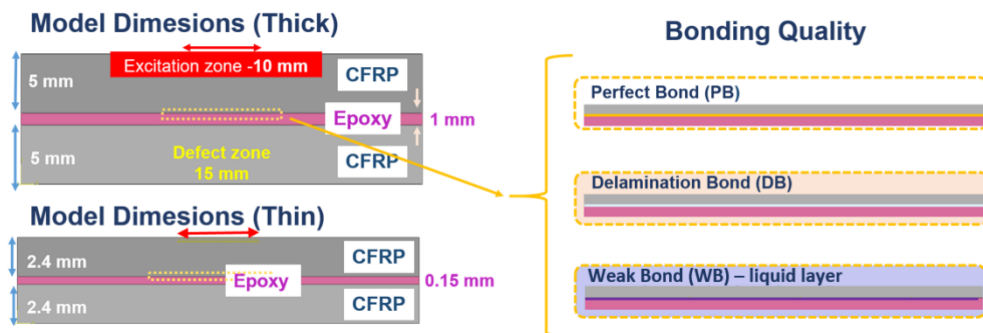 Model Dimesions (Thick)
Excitation zone -10 mm
CFRP
5 mm
Epoxy
1 mm
5 mm
Defect zone
15 mm
CFRP
Model Dimesions (Thin)
2.4 mm
CFRP
Epoxy
0.15 mm
2.4 mm
CFRP
Bonding Quality
Perfect Bond (PB)
Delamination Bond (DB)
Weak Bond (WB) – liquid layer